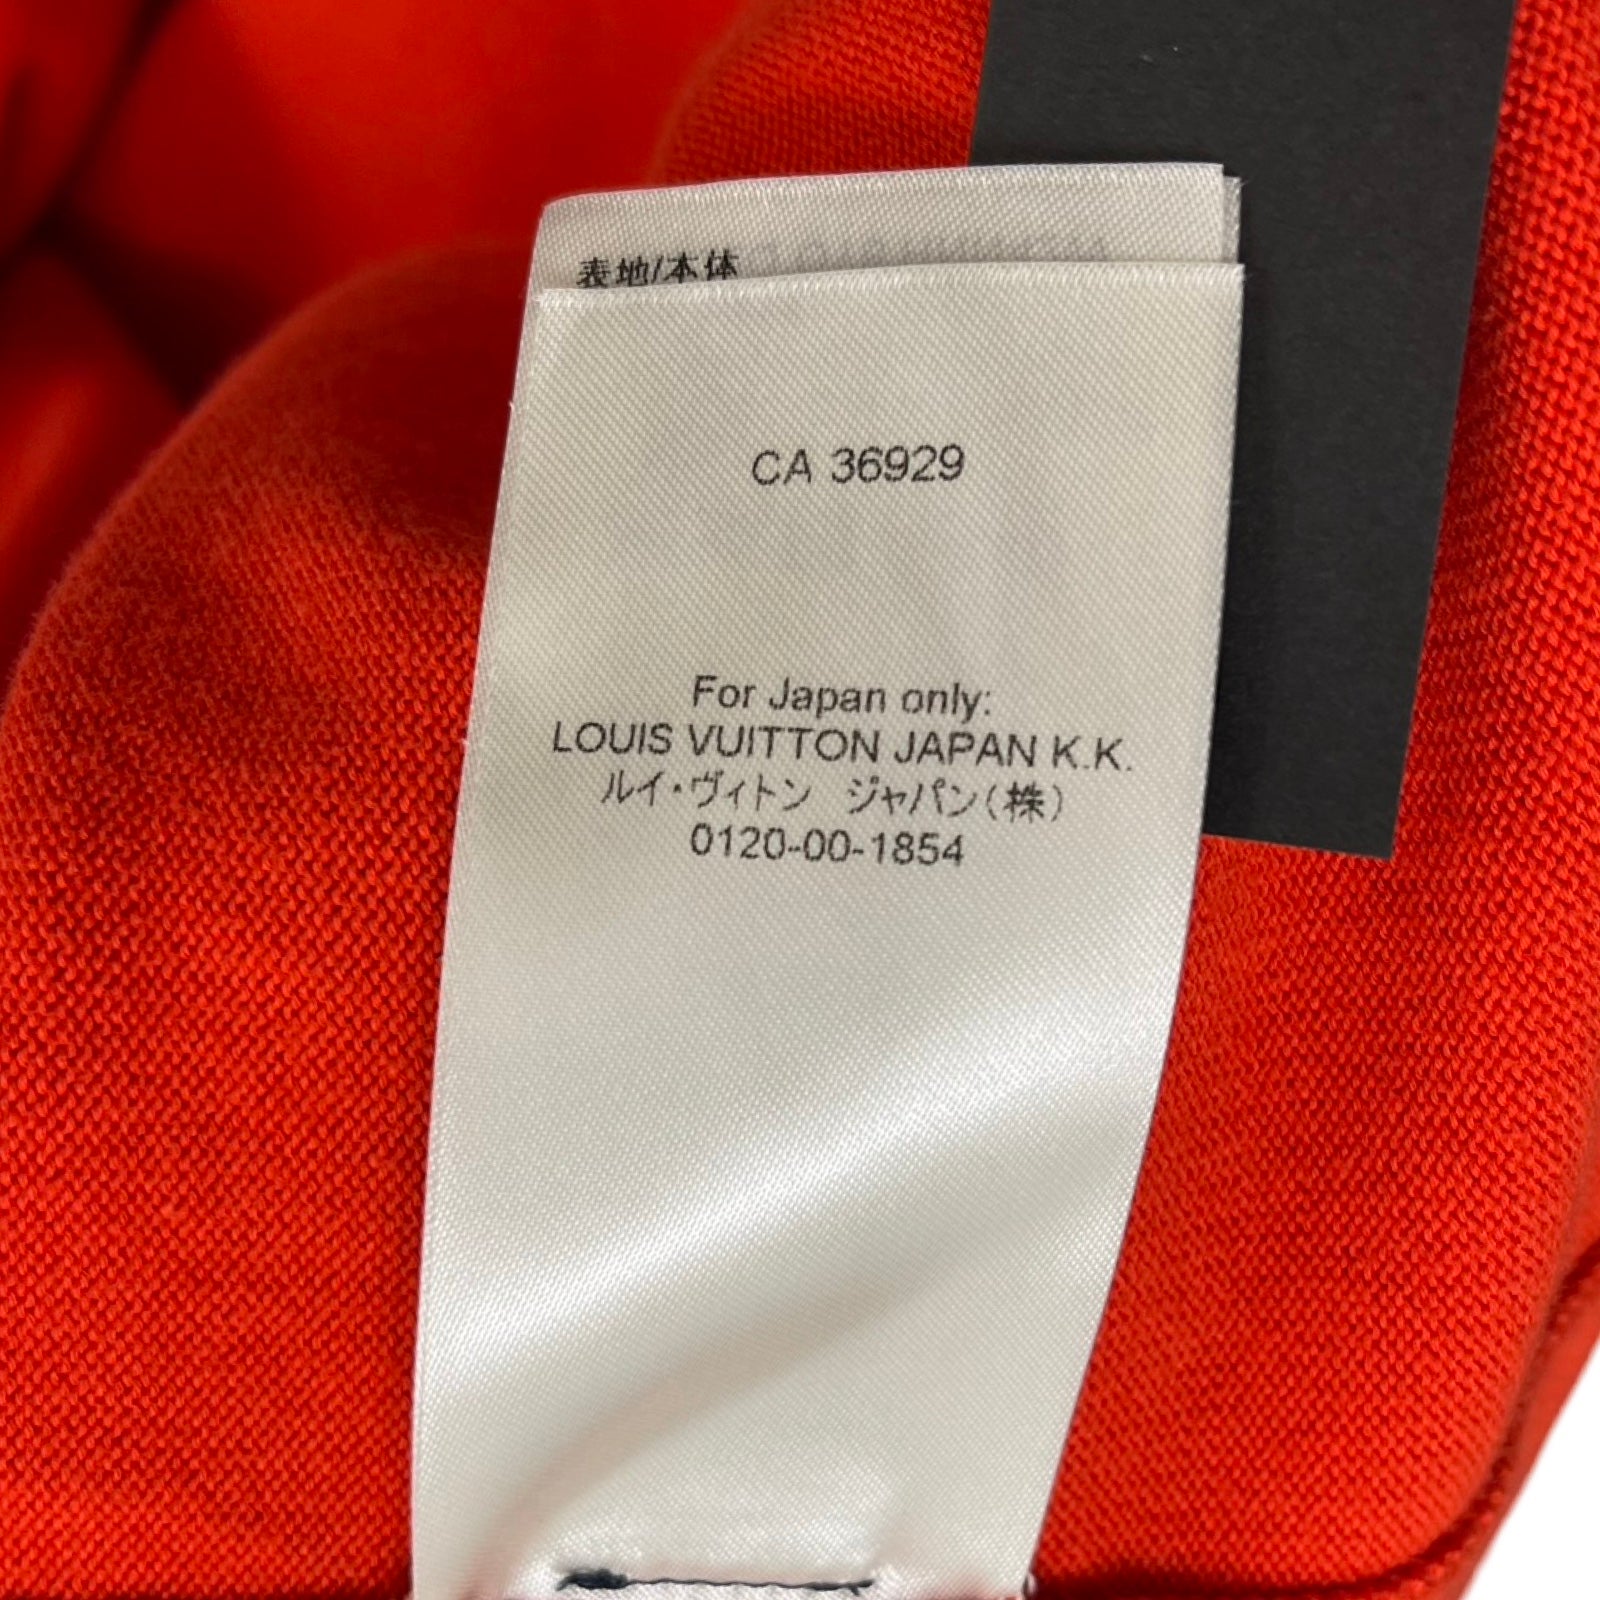 表地/本体
CA 36929
For Japan only:
LOUIS VUITTON JAPAN K.K.
ルイ・ヴィトン ジャパン(株)
0120-00-1854